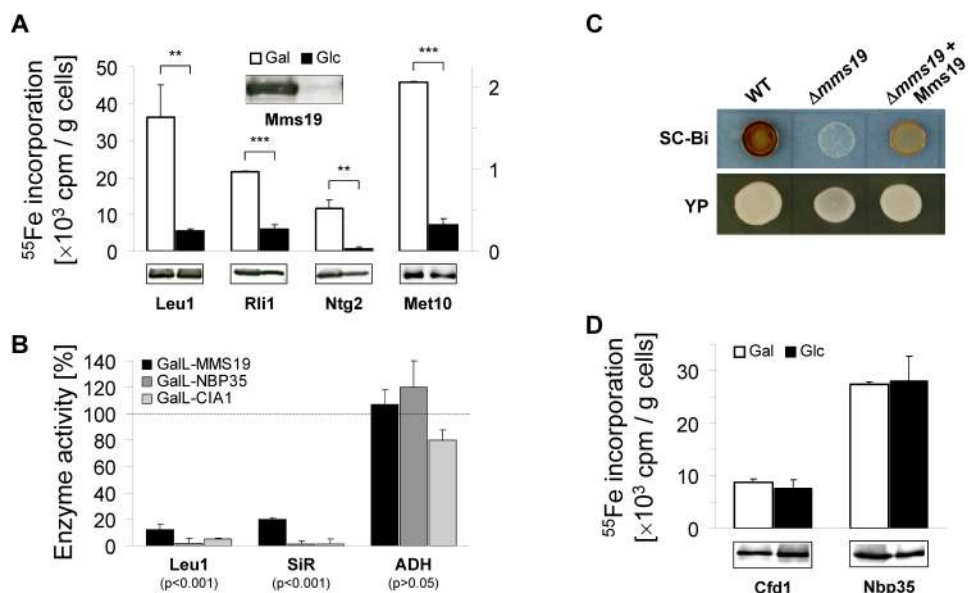 A
⁵⁵Fe incorporation
[×10³ cpm / g cells]
Gal Glc
50
40
30
20
10
0
2
1
0
**
***
**
***
Mms19
Leu1 Rli1 Ntg2 Met10
B
Enzyme activity [%]
GalL-MMS19
GalL-NBP35
GalL-CIA1
140
120
100
80
60
40
20
0
Leu1 SiR ADH
(p<0.001) (p<0.001) (p>0.05)
C
WT Δmms19 Δmms19 +
Mms19
SC-Bi
YP
D
⁵⁵Fe incorporation
[×10³ cpm / g cells]
Gal Glc
30
20
10
0
Cfd1 Nbp35